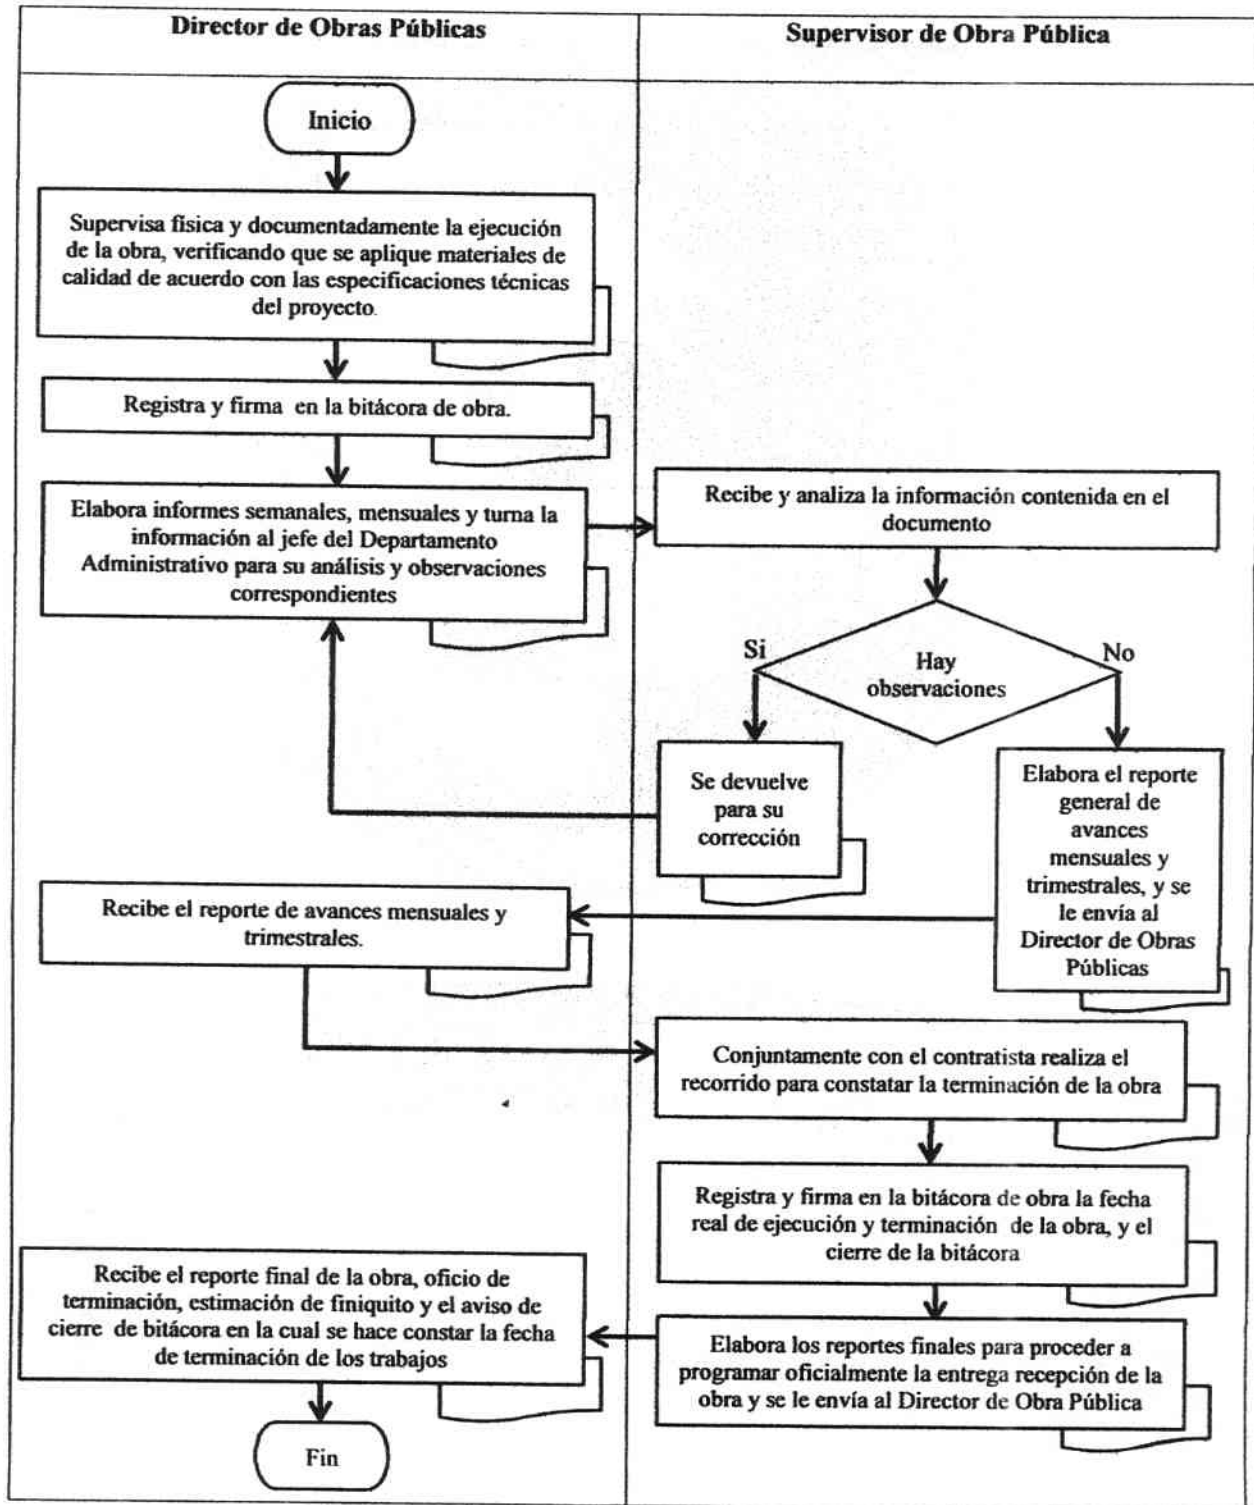 Director de Obras Públicas
Supervisor de Obra Pública
Inicio
Supervisa física y documentadamente la ejecución
de la obra, verificando que se aplique materiales de
calidad de acuerdo con las especificaciones técnicas
del proyecto.
Registra y firma en la bitácora de obra.
Elabora informes semanales, mensuales y turna la
información al jefe del Departamento
Administrativo para su análisis y observaciones
correspondientes
Recibe y analiza la información contenida en el
documento
Hay
observaciones
Si
No
Se devuelve
para su
corrección
Elabora el reporte
general de
avances
mensuales y
trimestrales, y se
le envía al
Director de Obras
Públicas
Recibe el reporte de avances mensuales y
trimestrales.
Conjuntamente con el contratista realiza el
recorrido para constatar la terminación de la obra
Registra y firma en la bitácora de obra la fecha
real de ejecución y terminación de la obra, y el
cierre de la bitácora
Elabora los reportes finales para proceder a
programar oficialmente la entrega recepción de la
obra y se le envía al Director de Obra Pública
Recibe el reporte final de la obra, oficio de
terminación, estimación de finiquito y el aviso de
cierre de bitácora en la cual se hace constar la fecha
de terminación de los trabajos
Fin